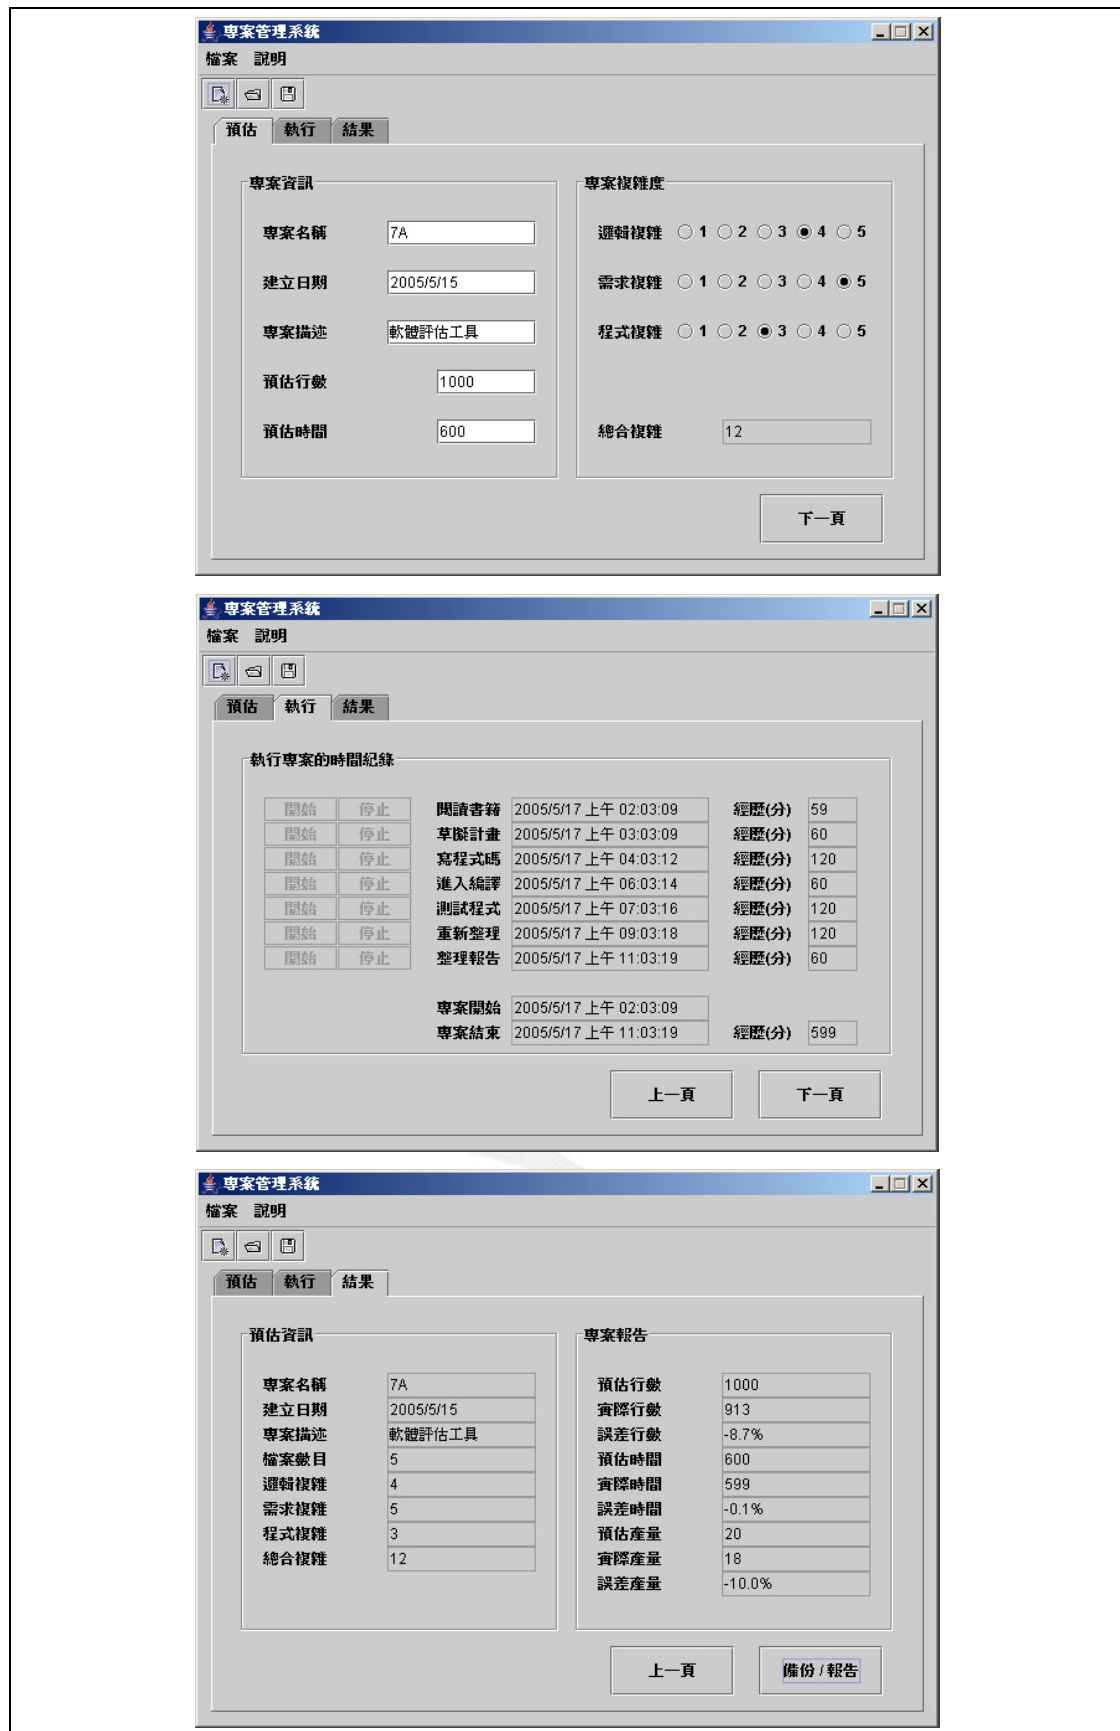 專案管理系統
檔案 說明
預估 執行 結果
專案資訊
專案名稱 7A
建立日期 2005/5/15
專案描述 軟體評估工具
預估行數 1000
預估時間 600
專案複雜度
邏輯複雜 1 2 3 4 5
需求複雜 1 2 3 4 5
程式複雜 1 2 3 4 5
總合複雜 12
下一頁
專案管理系統
檔案 說明
預估 執行 結果
執行專案的時間紀錄
開始 停止 閱讀書籍 2005/5/17 上午 02:03:09 經歷(分) 59
開始 停止 草擬計畫 2005/5/17 上午 03:03:09 經歷(分) 60
開始 停止 寫程式碼 2005/5/17 上午 04:03:12 經歷(分) 120
開始 停止 進入編譯 2005/5/17 上午 06:03:14 經歷(分) 60
開始 停止 測試程式 2005/5/17 上午 07:03:16 經歷(分) 120
開始 停止 重新整理 2005/5/17 上午 09:03:18 經歷(分) 120
開始 停止 整理報告 2005/5/17 上午 11:03:19 經歷(分) 60
專案開始 2005/5/17 上午 02:03:09
專案結束 2005/5/17 上午 11:03:19 經歷(分) 599
上一頁 下一頁
專案管理系統
檔案 說明
預估 執行 結果
預估資訊
專案名稱 7A
建立日期 2005/5/15
專案描述 軟體評估工具
檔案數目 5
邏輯複雜 4
需求複雜 5
程式複雜 3
總合複雜 12
專案報告
預估行數 1000
實際行數 913
誤差行數 -8.7%
預估時間 600
實際時間 599
誤差時間 -0.1%
預估產量 20
實際產量 18
誤差產量 -10.0%
上一頁 備份 / 報告